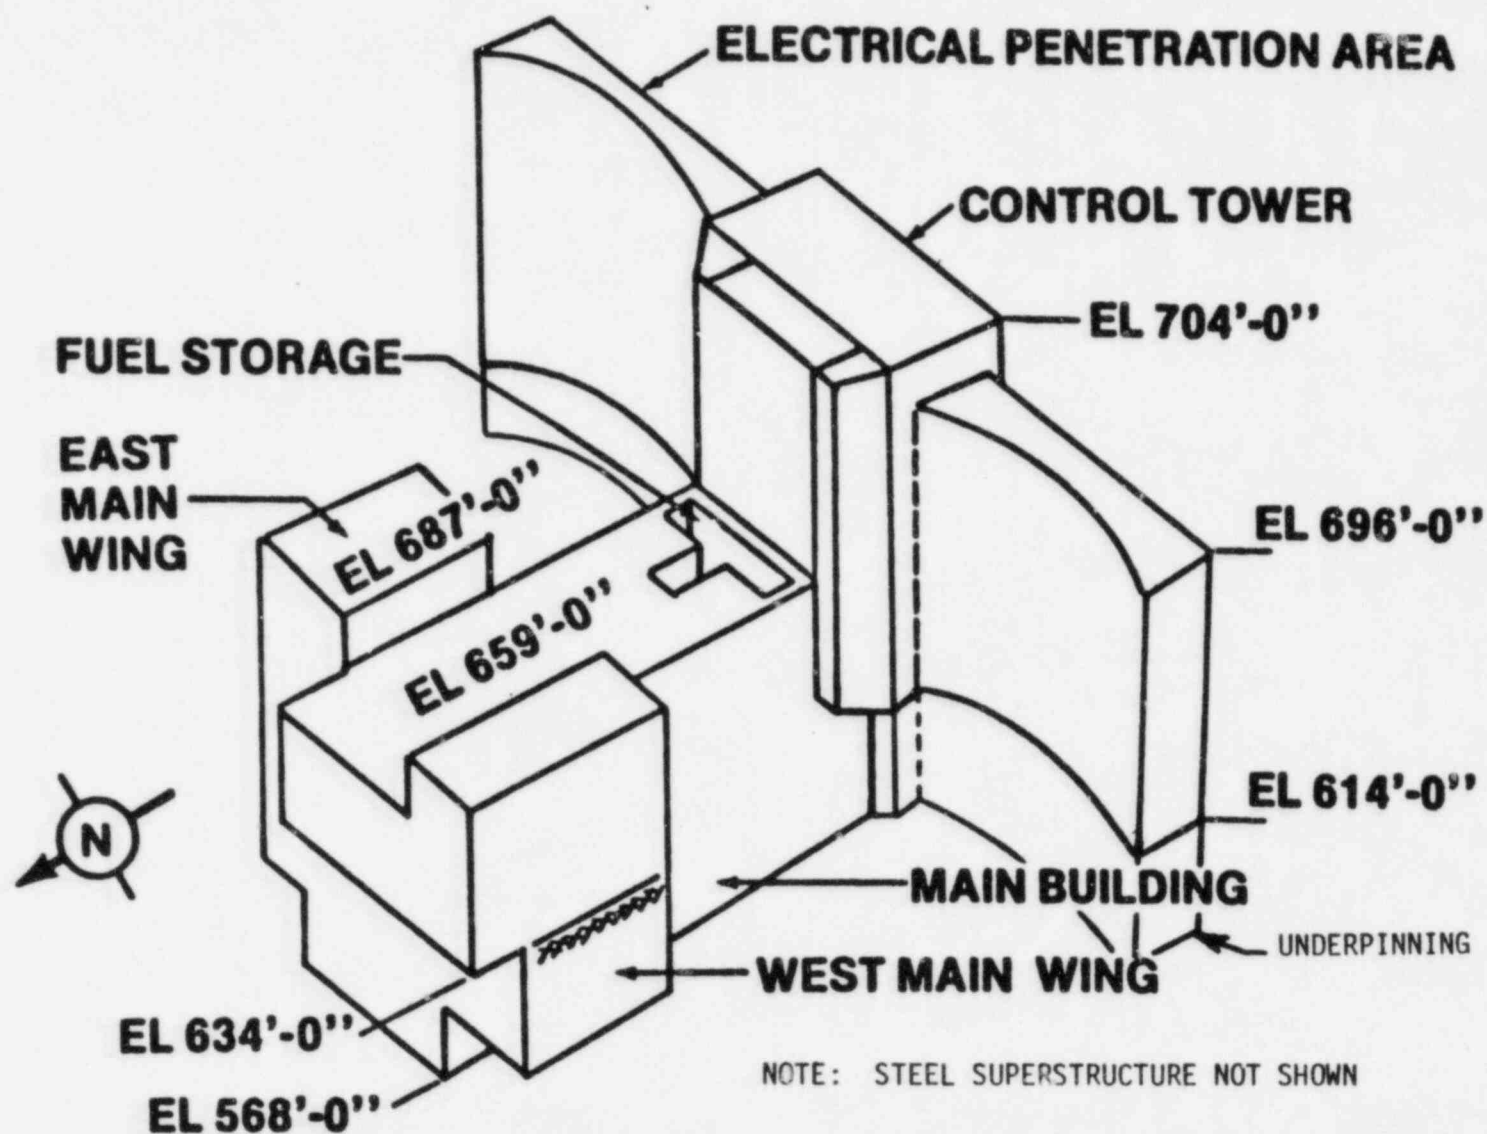 ELECTRICAL PENETRATION AREA
CONTROL TOWER
EL 704'-0"
FUEL STORAGE
EAST
MAIN
WING
EL 687'-0"
EL 696'-0"
EL 659'-0"
EL 614'-0"
N
MAIN BUILDING
UNDERPINNING
WEST MAIN WING
EL 634'-0"
NOTE: STEEL SUPERSTRUCTURE NOT SHOWN
EL 568'-0"